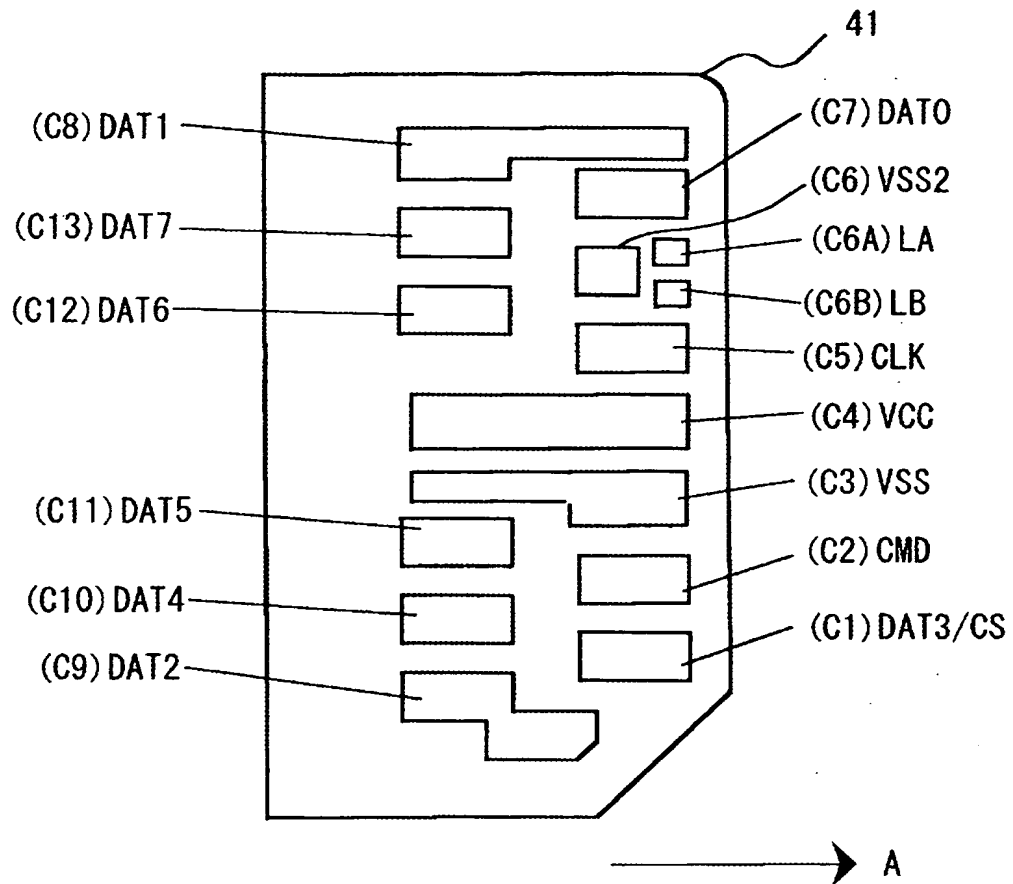 41
(C8)DAT1
(C7)DAT0
(C6)VSS2
(C13)DAT7
(C6A)LA
(C12)DAT6
(C6B)LB
(C5)CLK
(C4)VCC
(C3)VSS
(C11)DAT5
(C2)CMD
(C10)DAT4
(C1)DAT3/CS
(C9)DAT2
A